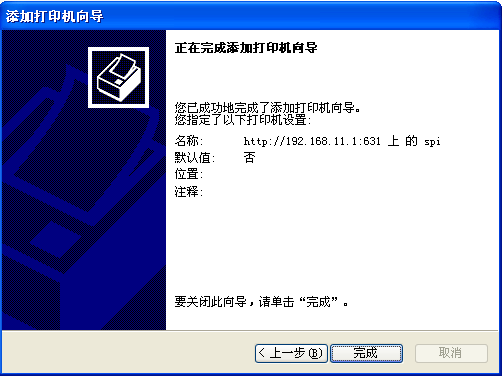 添加打印机向导
正在完成添加打印机向导
您已成功地完成了添加打印机向导。
您指定了以下打印机设置:
名称: http://192.168.11.1:631 上 的 spi
默认值: 否
位置:
注释:
要关闭此向导，请单击“完成”。
< 上一步(B) 完成 取消